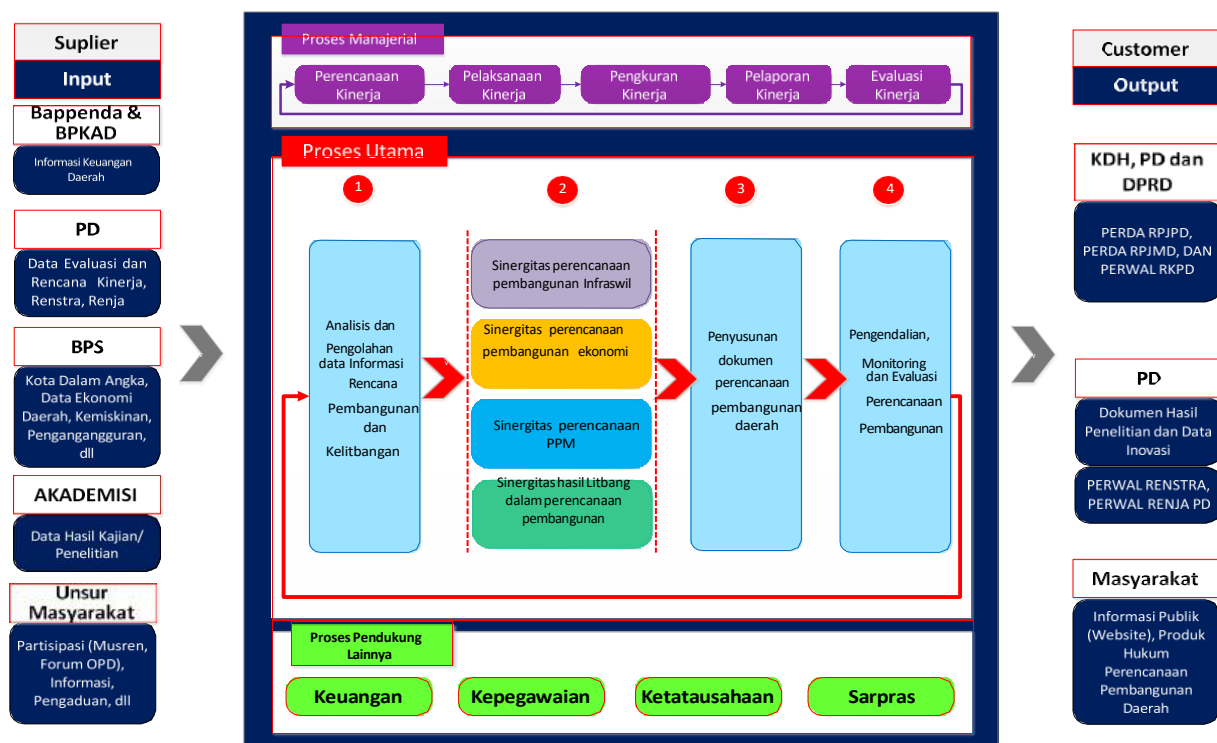 Suplier
Input
Bappenda &
BPKAD
Informasi Keuangan
Daerah
PD
Data Evaluasi dan
Rencana Kinerja,
Renstra, Renja
BPS
Kota Dalam Angka,
Data Ekonomi
Daerah, Kemiskinan,
Pengangangguran,
dll
AKADEMISI
Data Hasil Kajian/
Penelitian
Unsur
Masyarakat
Partisipasi (Musren,
Forum OPD),
Informasi,
Pengaduan, dll
Proses Manajerial
Perencanaan
Kinerja
Pelaksanaan
Kinerja
Pengkuran
Kinerja
Pelaporan
Kinerja
Evaluasi
Kinerja
Proses Utama
1
2
3
4
Analisis dan
Pengolahan
data Informasi
Rencana
Pembangunan
dan
Kelitbangan
Sinergitas perencanaan
pembangunan Infraswil
Sinergitas perencanaan
pembangunan ekonomi
Sinergitas perencanaan
PPM
Sinergitas hasil Litbang
dalam perencanaan
pembangunan
Penyusunan
dokumen
perencanaan
pembangunan
daerah
Pengendalian,
Monitoring
dan Evaluasi
Perencanaan
Pembangunan
Proses Pendukung
Lainnya
Keuangan
Kepegawaian
Ketatausahaan
Sarpras
Customer
Output
KDH, PD dan
DPRD
PERDA RPJPD,
PERDA RPJMD, DAN
PERWAL RKPD
PD
Dokumen Hasil
Penelitian dan Data
Inovasi
PERWAL RENSTRA,
PERWAL RENJA PD
Masyarakat
Informasi Publik
(Website), Produk
Hukum
Perencanaan
Pembangunan
Daerah